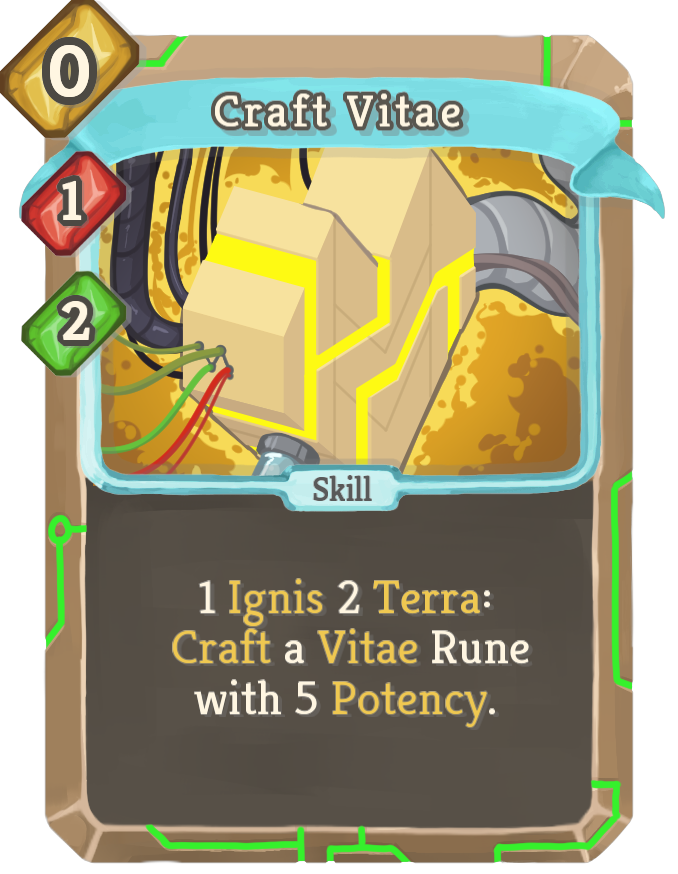 0
Craft Vitae
1
2
Skill
1 Ignis 2 Terra:
Craft a Vitae Rune
with 5 Potency.